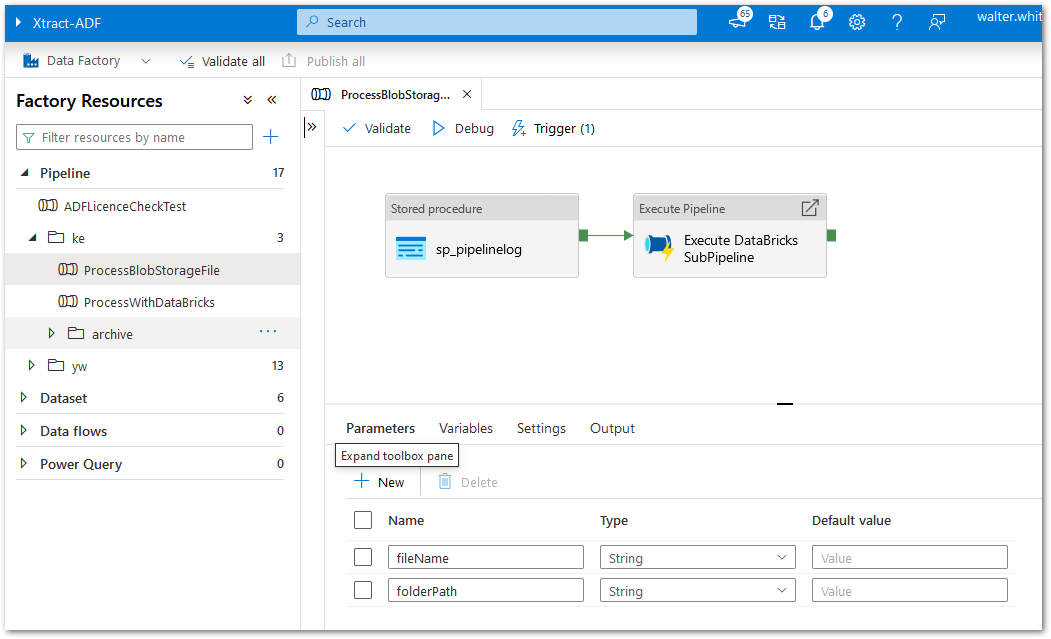 Xtract-ADF
Search
65
6
walter.whit
Data Factory
Validate all
Publish all
Factory Resources
Filter resources by name
Pipeline 17
ADFLicenceCheckTest
ke 3
ProcessBlobStorageFile
ProcessWithDataBricks
archive
yw 13
Dataset 6
Data flows 0
Power Query 0
ProcessBlobStorag...
Validate
Debug
Trigger (1)
Stored procedure
sp_pipelinelog
Execute Pipeline
Execute DataBricks
SubPipeline
Parameters
Variables
Settings
Output
Expand toolbox pane
New
Delete
Name Type Default value
fileName String Value
folderPath String Value